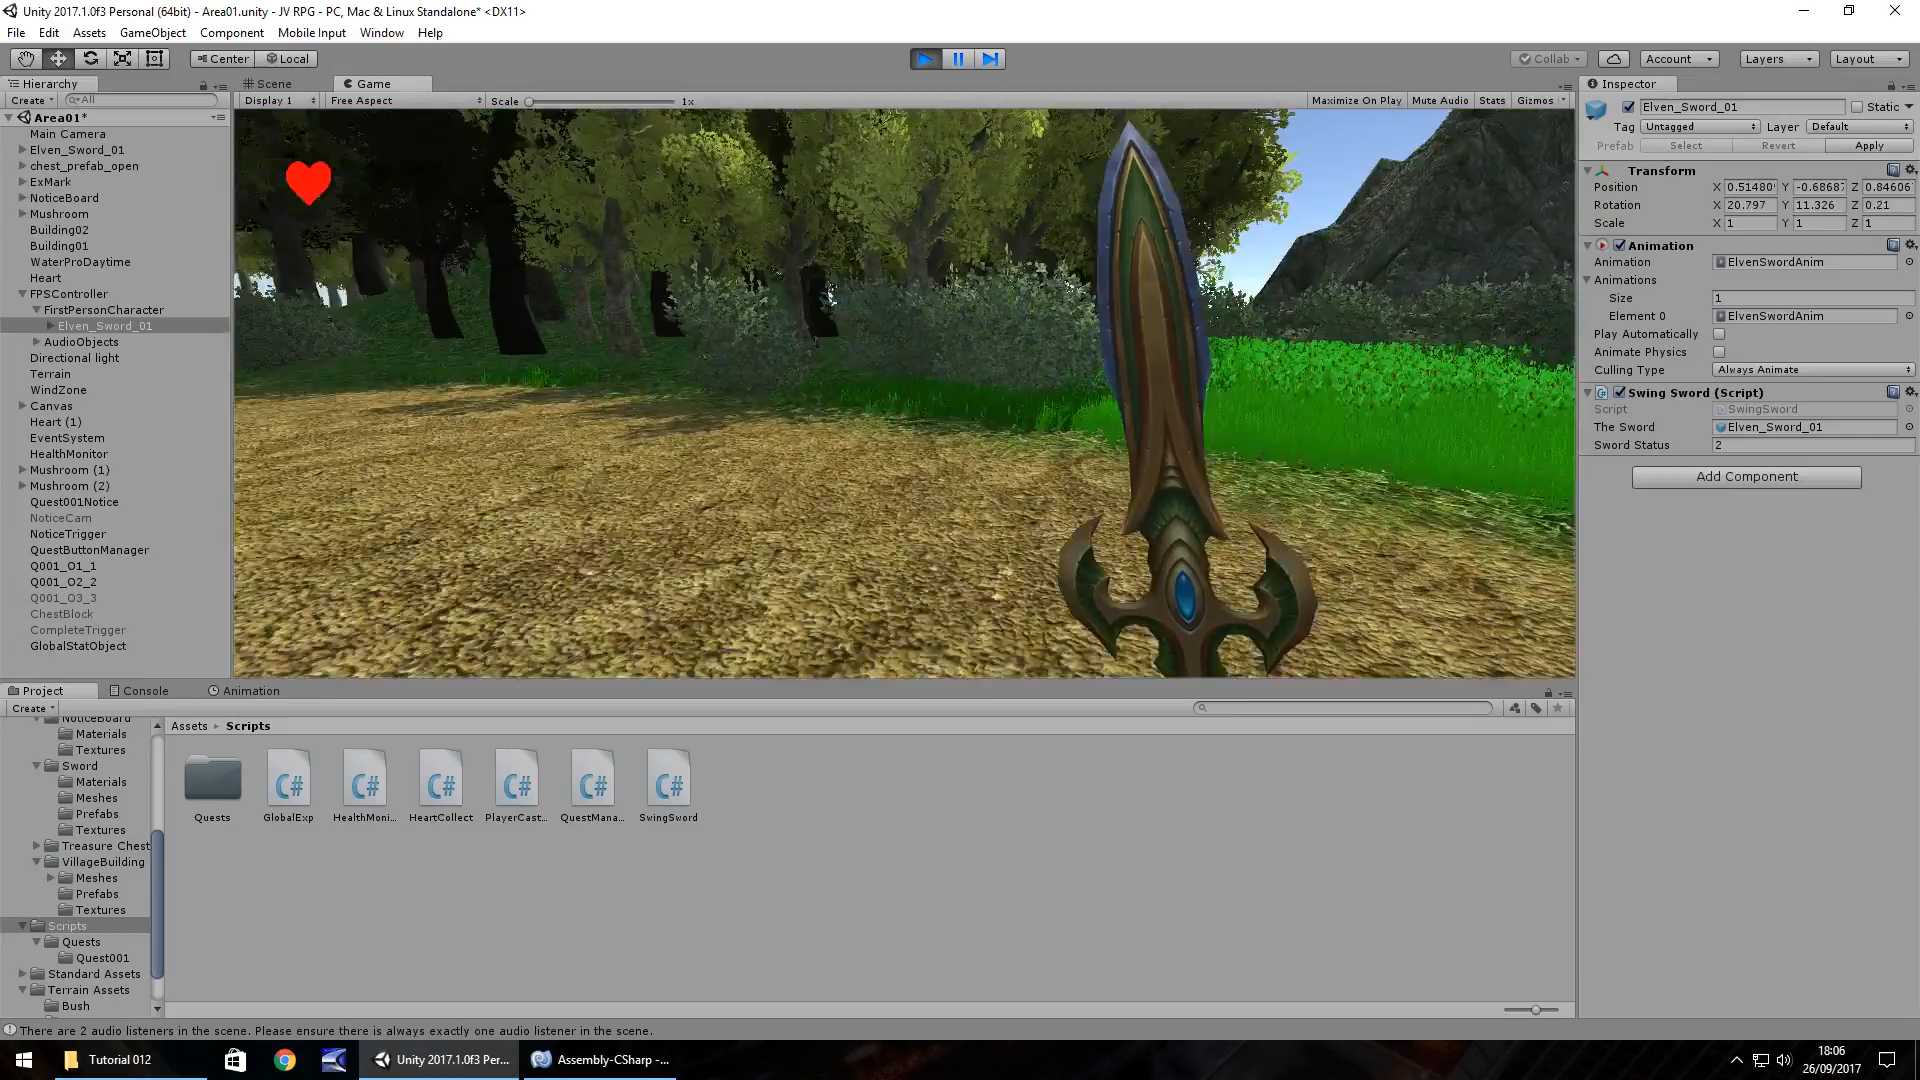 Unity 2017.1.0f3 Personal (64bit) - Area01.unity - JV RPG - PC, Mac & Linux Standalone* <DX11>
File Edit Assets GameObject Component Mobile Input Window Help
Center Local Collab Account Layers Layout
Hierarchy
Create All
Area01*
Main Camera
Elven_Sword_01
chest_prefab_open
ExMark
NoticeBoard
Mushroom
Building02
Building01
WaterProDaytime
Heart
FPSController
FirstPersonCharacter
Elven_Sword_01
AudioObjects
Directional light
Terrain
WindZone
Canvas
Heart (1)
EventSystem
HealthMonitor
Mushroom (1)
Mushroom (2)
Quest001Notice
NoticeCam
NoticeTrigger
QuestButtonManager
Q001_O1_1
Q001_O2_2
Q001_O3_3
ChestBlock
CompleteTrigger
GlobalStatObject
Scene Game
Display 1 Free Aspect Scale 1x Maximize On Play Mute Audio Stats Gizmos
Inspector
Elven_Sword_01 Static
Tag Untagged Layer Default
Prefab Select Revert Apply
Transform
Position X 0.51480 Y -0.6868 Z 0.84606
Rotation X 20.797 Y 11.326 Z 0.21
Scale X 1 Y 1 Z 1
Animation
Animation ElvenSwordAnim
Animations
Size 1
Element 0 ElvenSwordAnim
Play Automatically
Animate Physics
Culling Type Always Animate
Swing Sword (Script)
Script SwingSword
The Sword Elven_Sword_01
Sword Status 2
Add Component
Project Console Animation
Create
NoticeBoard
Materials
Textures
Sword
Materials
Meshes
Prefabs
Textures
Treasure Chest
VillageBuilding
Meshes
Prefabs
Textures
Scripts
Quests
Quest001
Standard Assets
Terrain Assets
Bush
Assets Scripts
C# C# C# C# C# C#
Quests GlobalExp HealthMoni... HeartCollect PlayerCast... QuestMana... SwingSword
There are 2 audio listeners in the scene. Please ensure there is always exactly one audio listener in the scene.
Tutorial 012 Unity 2017.1.0f3 Per... Assembly-CSharp -...
18:06
26/09/2017